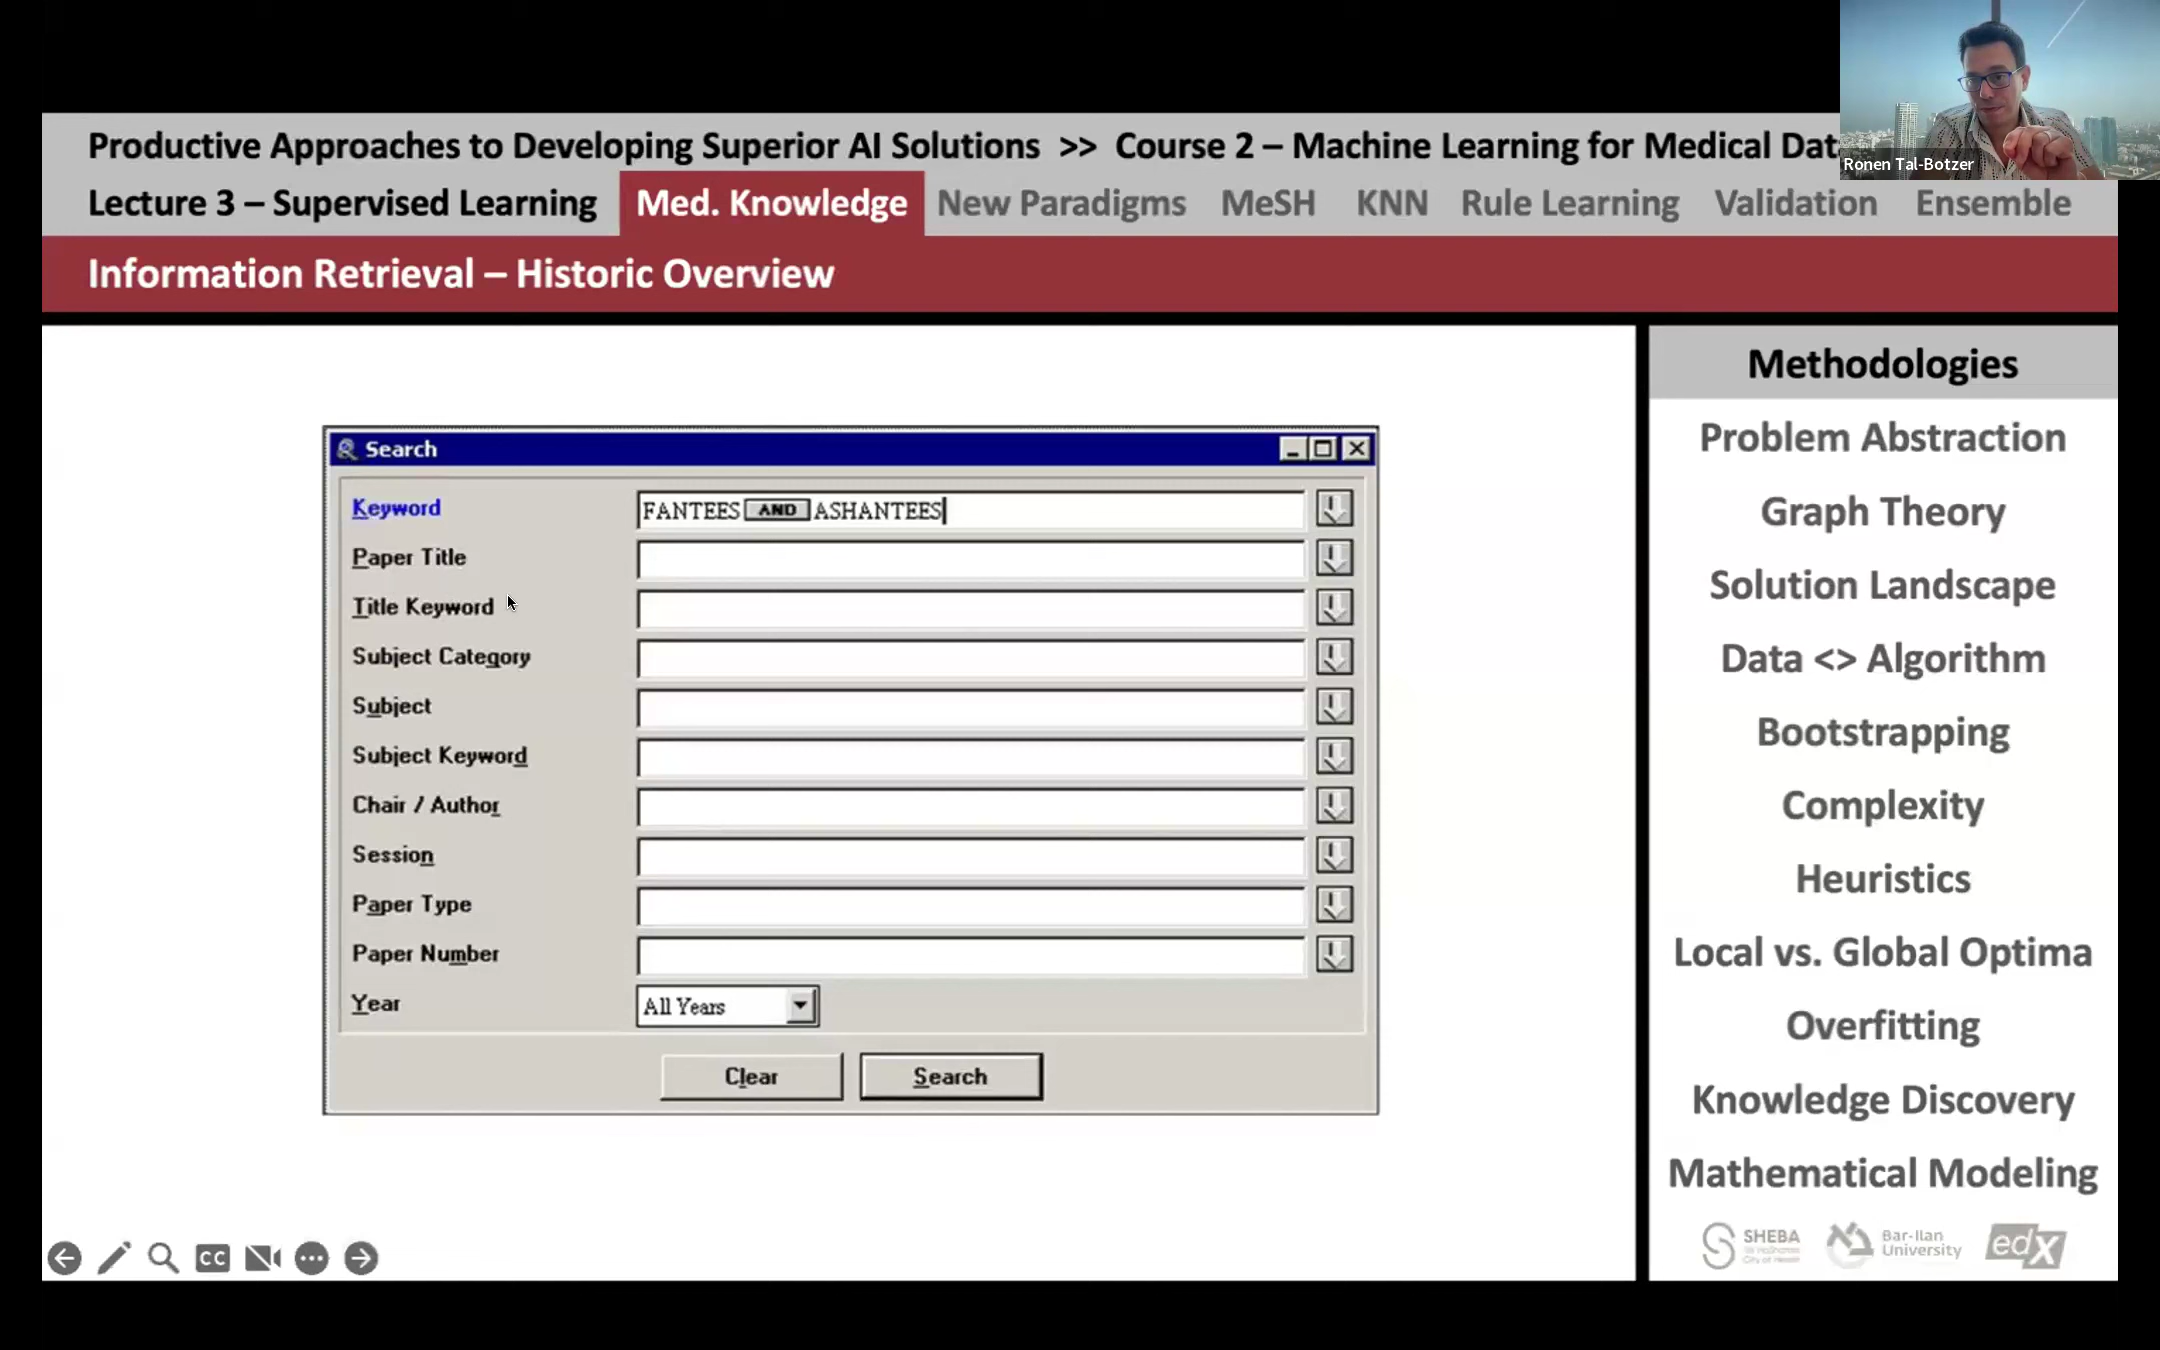 Productive Approaches to Developing Superior AI Solutions >> Course 2 – Machine Learning for Medical Dat
Ronen Tal-Botzer
Lecture 3 – Supervised Learning Med. Knowledge New Paradigms MeSH KNN Rule Learning Validation Ensemble
Information Retrieval – Historic Overview
Search
Keyword FANTEES AND ASHANTEES
Paper Title
Title Keyword
Subject Category
Subject
Subject Keyword
Chair / Author
Session
Paper Type
Paper Number
Year All Years
Clear Search
Methodologies
Problem Abstraction
Graph Theory
Solution Landscape
Data <> Algorithm
Bootstrapping
Complexity
Heuristics
Local vs. Global Optima
Overfitting
Knowledge Discovery
Mathematical Modeling
SHEBA
City of Health
Bar-Ilan
University
edX
CC